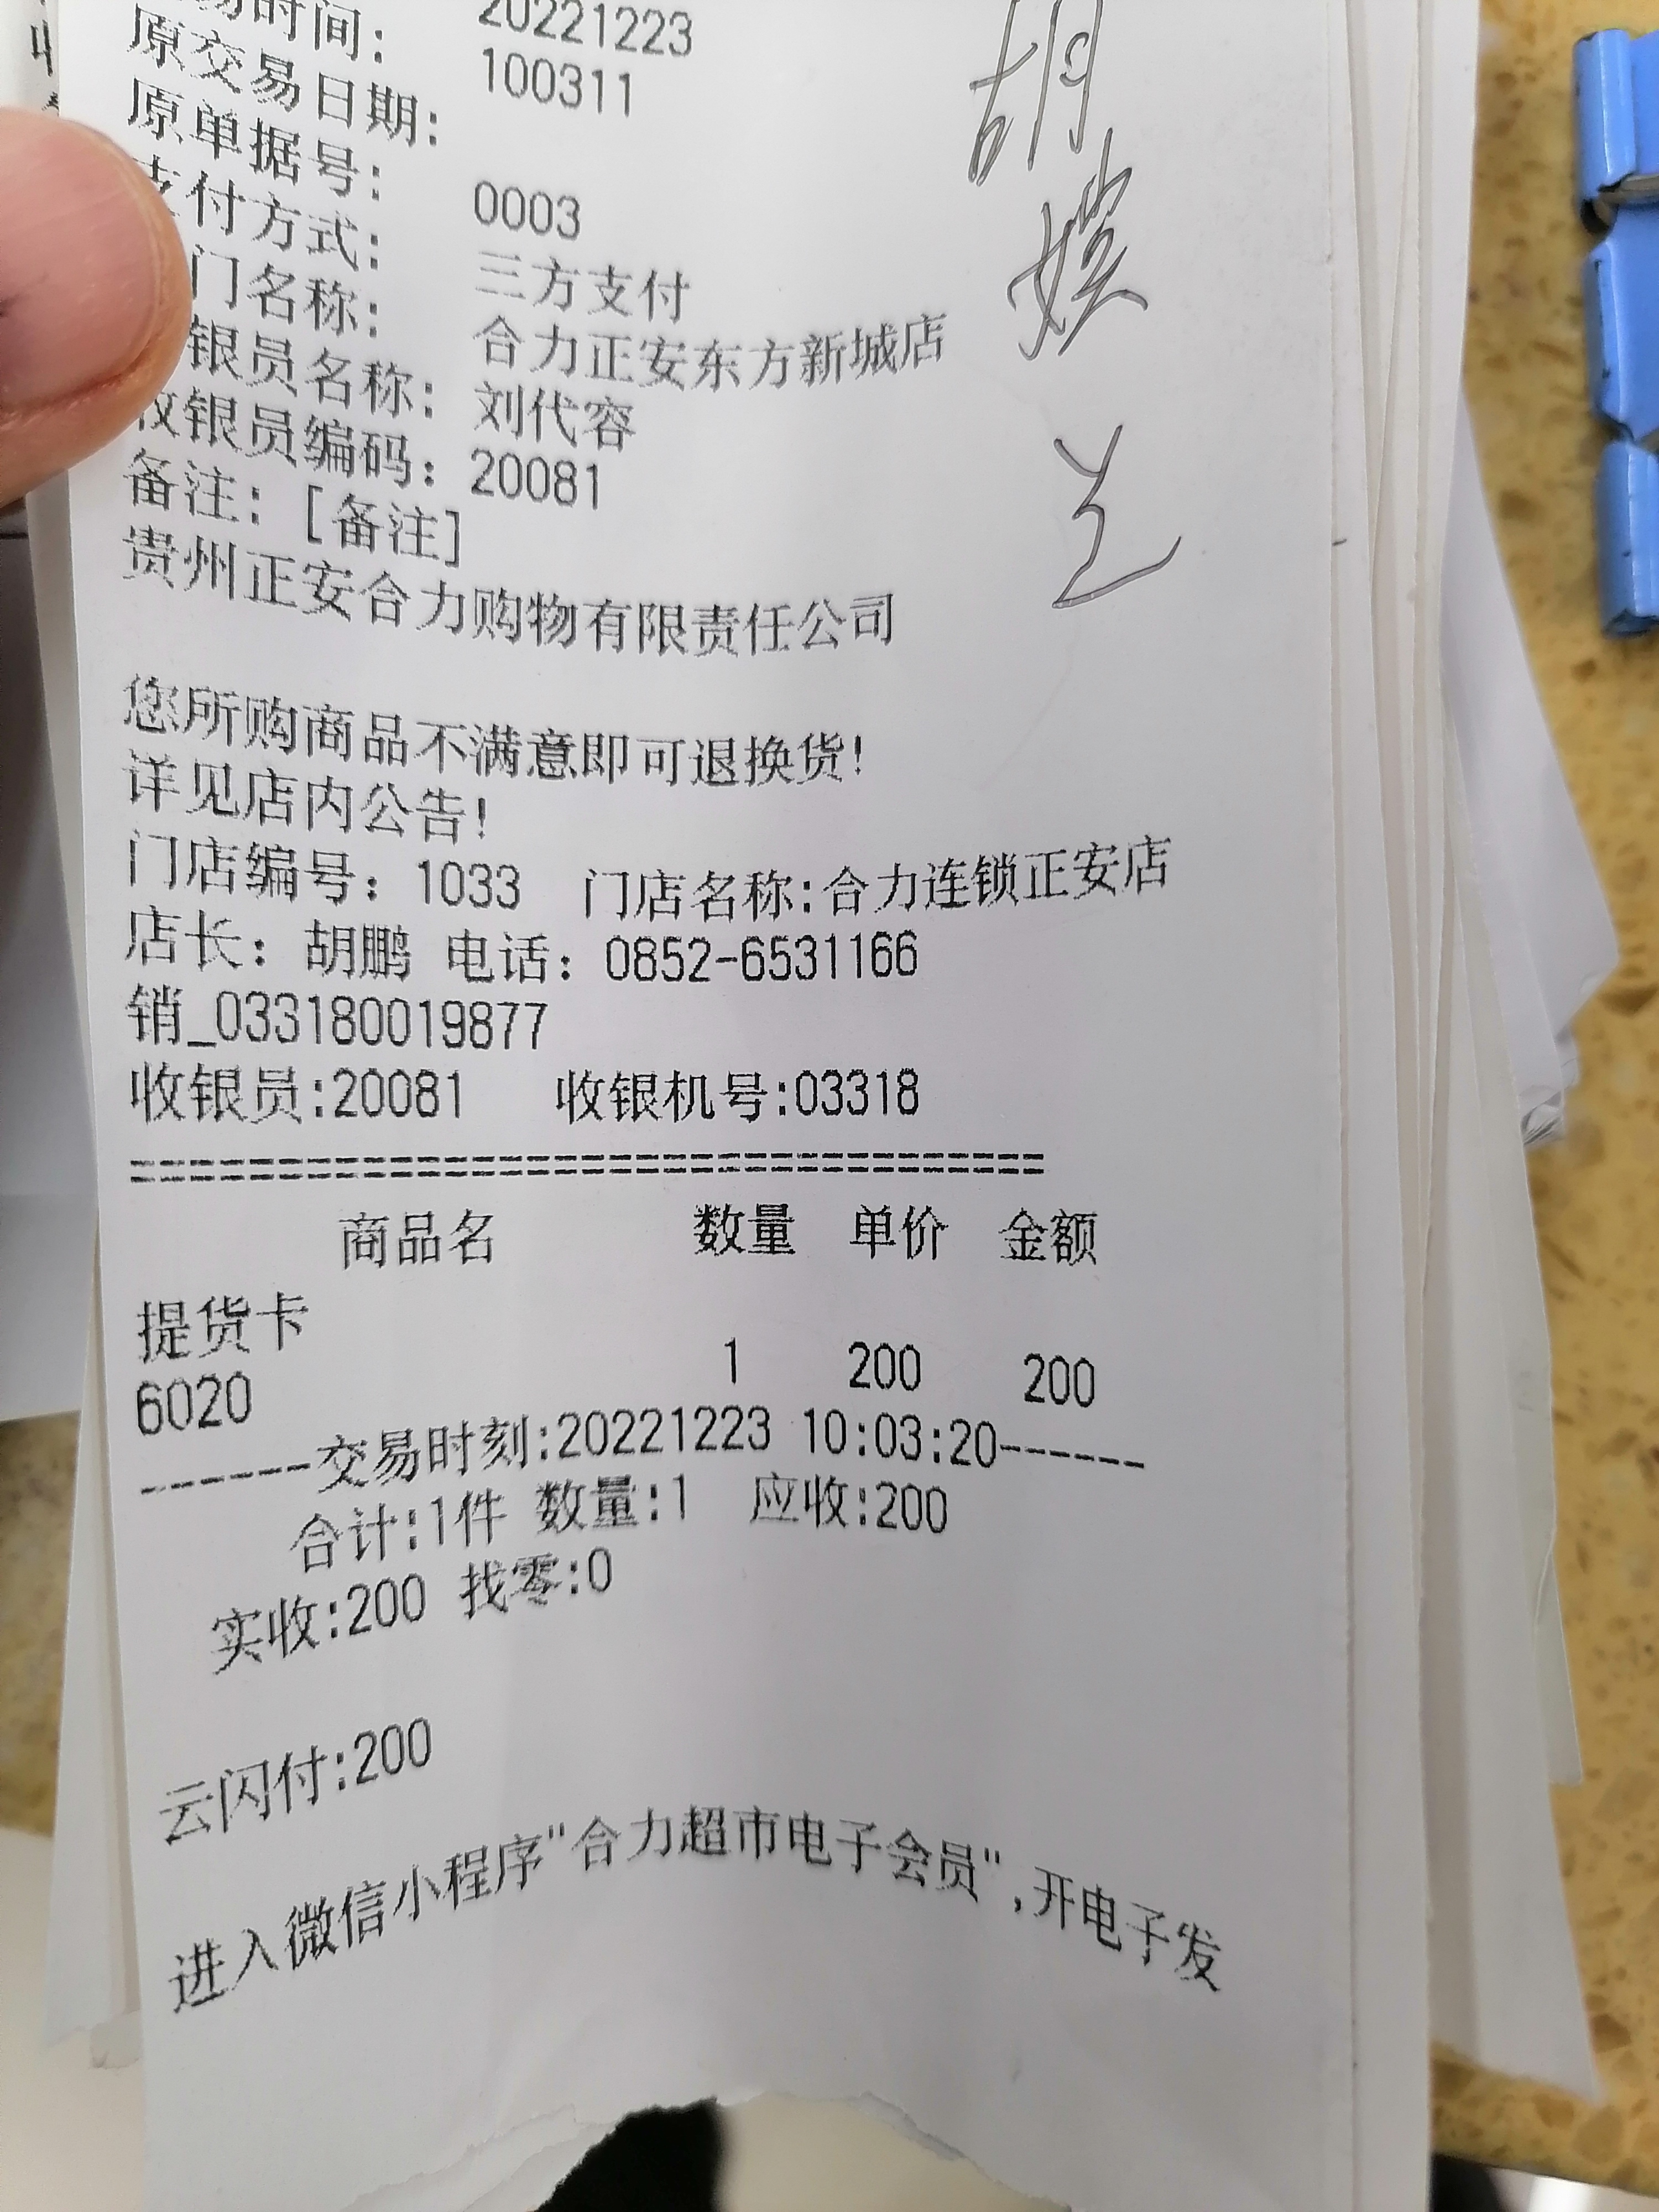 易时间: 20221223
原交易日期: 100311
原单据号:
支付方式: 0003
门名称: 三方支付
银员名称: 合力正安东方新城店
收银员编码: 刘代容
备注: [备注] 20081
贵州正安合力购物有限责任公司
您所购商品不满意即可退换货!
详见店内公告!
门店编号: 1033 门店名称:合力连锁正安店
店长: 胡鹏 电话: 0852-6531166
销_033180019877
收银员:20081 收银机号:03318
商品名 数量 单价 金额
提货卡
6020 1 200 200
------交易时刻:20221223 10:03:20------
合计:1件 数量:1 应收:200
实收:200 找零:0
云闪付:200
进入微信小程序"合力超市电子会员",开电子发
胡